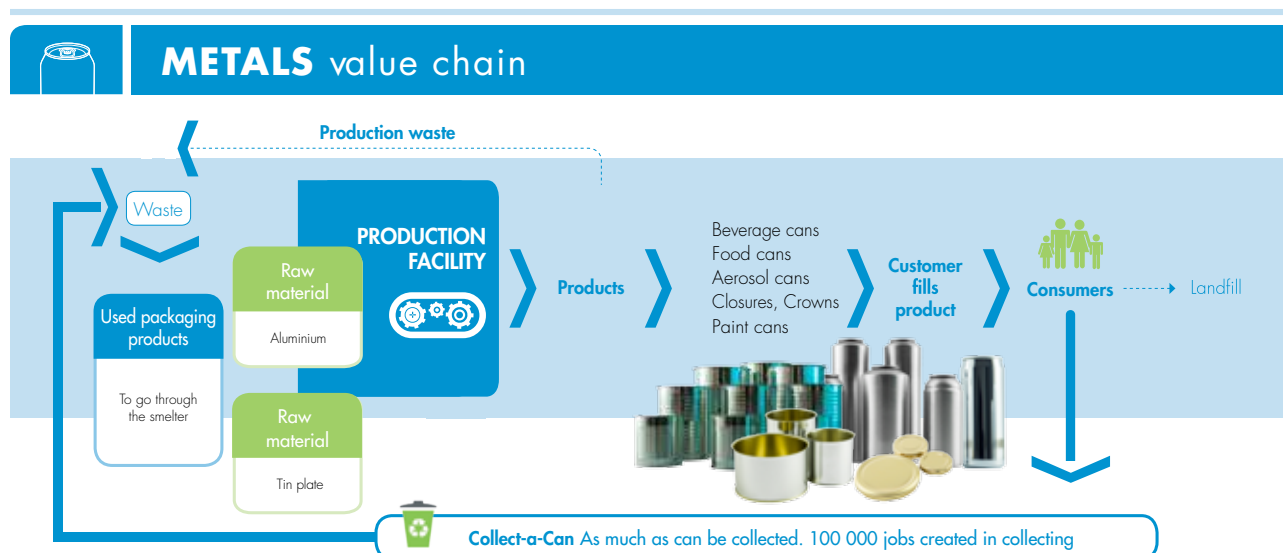 METALS value chain
Production waste
Waste
Used packaging
products
To go through
the smelter
Raw
material
Aluminium
Raw
material
Tin plate
PRODUCTION
FACILITY
Products
Beverage cans
Food cans
Aerosol cans
Closures, Crowns
Paint cans
Customer
fills
product
Consumers
Landfill
Collect-a-Can As much as can be collected. 100 000 jobs created in collecting